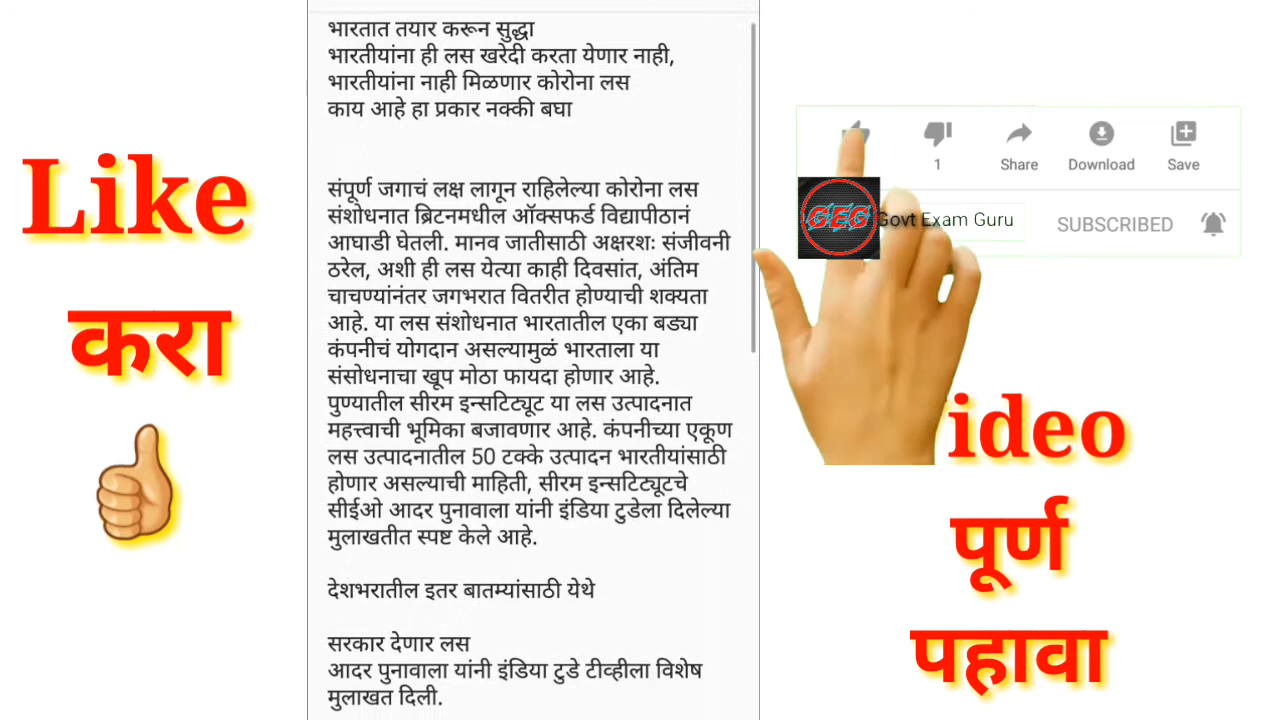 Like
करा
भारतात तयार करून सुद्धा
भारतीयांना ही लस खरेदी करता येणार नाही,
भारतीयांना नाही मिळणार कोरोना लस
काय आहे हा प्रकार नक्की बघा
संपूर्ण जगाचं लक्ष लागून राहिलेल्या कोरोना लस
संशोधनात ब्रिटनमधील ऑक्सफर्ड विद्यापीठानं
आघाडी घेतली. मानव जातीसाठी अक्षरशः संजीवनी
ठरेल, अशी ही लस येत्या काही दिवसांत, अंतिम
चाचण्यांनंतर जगभरात वितरीत होण्याची शक्यता
आहे. या लस संशोधनात भारतातील एका बड्या
कंपनीचं योगदान असल्यामुळं भारताला या
संसोधनाचा खूप मोठा फायदा होणार आहे.
पुण्यातील सीरम इन्सटिट्यूट या लस उत्पादनात
महत्त्वाची भूमिका बजावणार आहे. कंपनीच्या एकूण
लस उत्पादनातील 50 टक्के उत्पादन भारतीयांसाठी
होणार असल्याची माहिती, सीरम इन्सटिट्यूटचे
सीईओ आदर पुनावाला यांनी इंडिया टुडेला दिलेल्या
मुलाखतीत स्पष्ट केले आहे.
देशभरातील इतर बातम्यांसाठी येथे
सरकार देणार लस
आदर पुनावाला यांनी इंडिया टुडे टीव्हीला विशेष
मुलाखत दिली.
1 Share Download Save
GEG Govt Exam Guru SUBSCRIBED
ideo
पूर्ण
पहावा